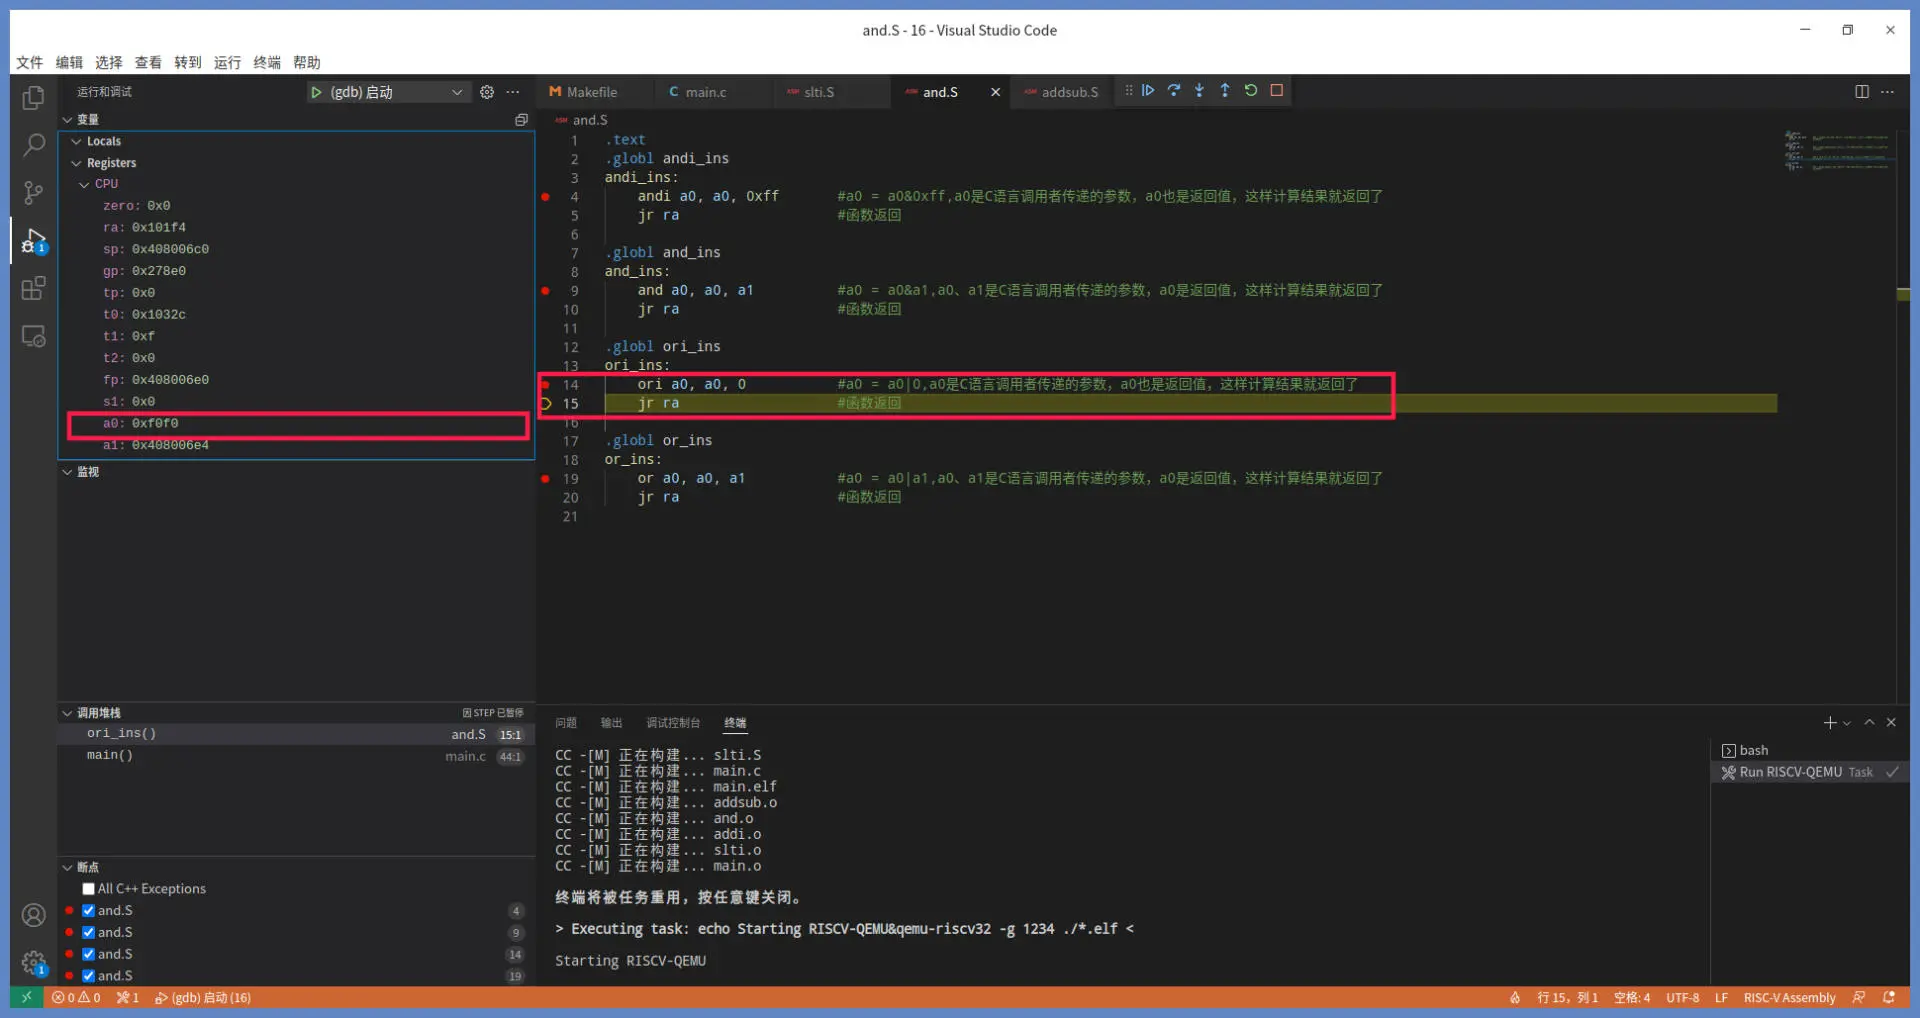 and.S - 16 - Visual Studio Code
文件 编辑 选择 查看 转到 运行 终端 帮助
运行和调试
(gdb) 启动
Makefile
main.c
slti.S
and.S
addsub.S
变量
Locals
Registers
CPU
zero: 0x0
ra: 0x101f4
sp: 0x408006c0
gp: 0x278e0
tp: 0x0
t0: 0x1032c
t1: 0xf
t2: 0x0
fp: 0x408006e0
s1: 0x0
a0: 0xf0f0
a1: 0x408006e4
监视
调用堆栈 因 STEP 已暂停
ori_ins() and.S 15:1
main() main.c 44:1
断点
All C++ Exceptions
and.S 4
and.S 9
and.S 14
and.S 19
and.S
1 .text
2 .globl andi_ins
3 andi_ins:
4 andi a0, a0, 0xff #a0 = a0&0xff,a0是C语言调用者传递的参数，a0也是返回值，这样计算结果就返回了
5 jr ra #函数返回
6
7 .globl and_ins
8 and_ins:
9 and a0, a0, a1 #a0 = a0&a1,a0、a1是C语言调用者传递的参数，a0是返回值，这样计算结果就返回了
10 jr ra #函数返回
11
12 .globl ori_ins
13 ori_ins:
14 ori a0, a0, 0 #a0 = a0|0,a0是C语言调用者传递的参数，a0也是返回值，这样计算结果就返回了
15 jr ra #函数返回
16
17 .globl or_ins
18 or_ins:
19 or a0, a0, a1 #a0 = a0|a1,a0、a1是C语言调用者传递的参数，a0是返回值，这样计算结果就返回了
20 jr ra #函数返回
21
问题 输出 调试控制台 终端
CC -[M] 正在构建... slti.S
CC -[M] 正在构建... main.c
CC -[M] 正在构建... main.elf
CC -[M] 正在构建... addsub.o
CC -[M] 正在构建... and.o
CC -[M] 正在构建... addi.o
CC -[M] 正在构建... slti.o
CC -[M] 正在构建... main.o
终端将被任务重用，按任意键关闭。
> Executing task: echo Starting RISCV-QEMU&qemu-riscv32 -g 1234 ./*.elf <
Starting RISCV-QEMU
bash
Run RISCV-QEMU Task
0 0 1 (gdb) 启动 (16)
行 15，列 1 空格: 4 UTF-8 LF RISC-V Assembly